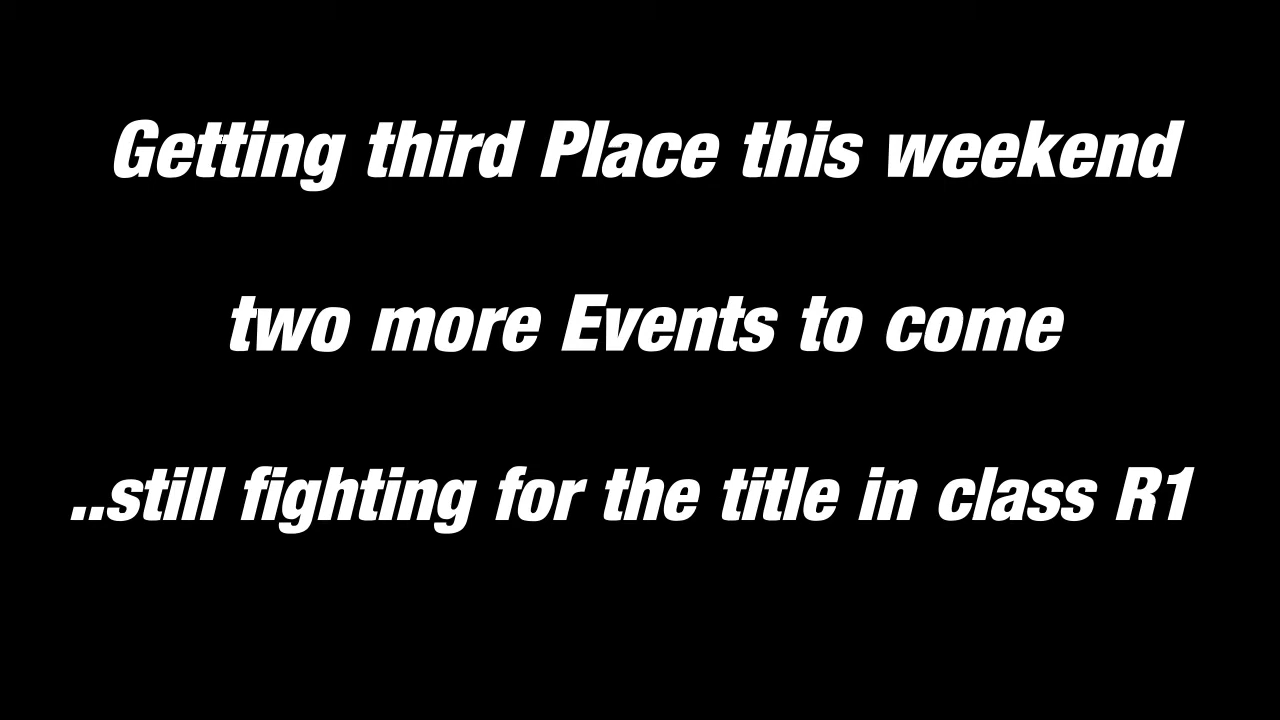 Getting third Place this weekend
two more Events to come
..still fighting for the title in class R1